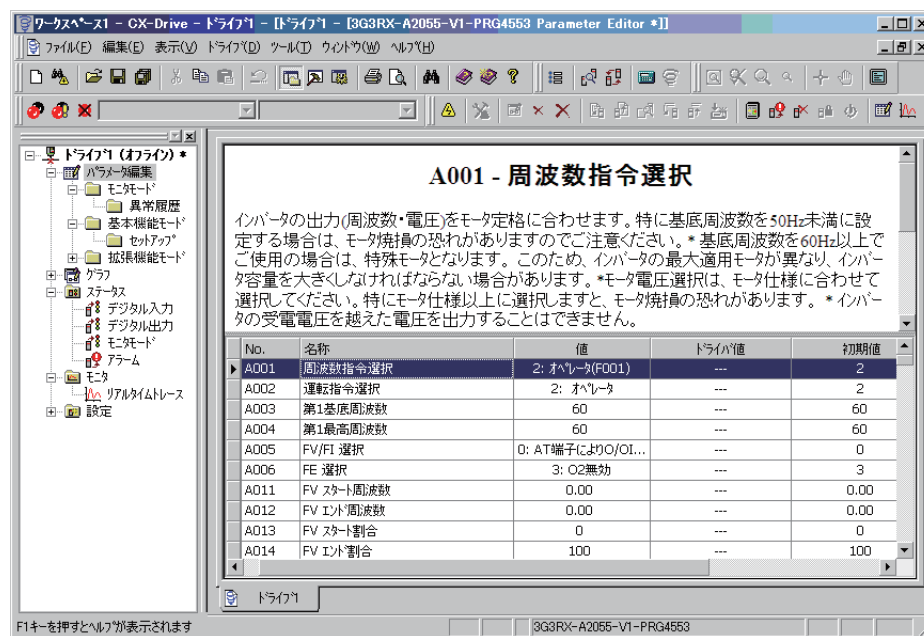 ワークスペース1 - CX-Drive - ドライブ1 - [ドライブ1 - [3G3RX-A2055-V1-PRG4553 Parameter Editor *]]
ファイル(F) 編集(E) 表示(V) ドライブ(D) ツール(T) ウィンドウ(W) ヘルプ(H)
ドライブ1 (オフライン) *
パラメータ編集
モニタモード
異常履歴
基本機能モード
セットアップ
拡張機能モード
グラフ
ステータス
デジタル入力
デジタル出力
モニタモード
アラーム
モニタ
リアルタイムトレース
設定
A001 - 周波数指令選択
インバータの出力(周波数・電圧)をモータ定格に合わせます。特に基底周波数を50Hz未満に設
定する場合は、モータ焼損の恐れがありますのでご注意ください。* 基底周波数を60Hz以上で
ご使用の場合は、特殊モータとなります。 このため、インバータの最大適用モータが異なり、インバー
タ容量を大きくしなければならない場合があります。*モータ電圧選択は、モータ仕様に合わせて
選択してください。特にモータ仕様以上に選択しますと、モータ焼損の恐れがあります。 * インバー
タの受電電圧を越えた電圧を出力することはできません。
No. 名称 値 ドライバ値 初期値
A001 周波数指令選択 2: オペレータ(F001) --- 2
A002 運転指令選択 2: オペレータ --- 2
A003 第1基底周波数 60 --- 60
A004 第1最高周波数 60 --- 60
A005 FV/FI 選択 0: AT端子によりO/OI... --- 0
A006 FE 選択 3: O2無効 --- 3
A011 FV スタート周波数 0.00 --- 0.00
A012 FV エンド周波数 0.00 --- 0.00
A013 FV スタート割合 0 --- 0
A014 FV エンド割合 100 --- 100
ドライブ1
F1キーを押すとヘルプが表示されます 3G3RX-A2055-V1-PRG4553